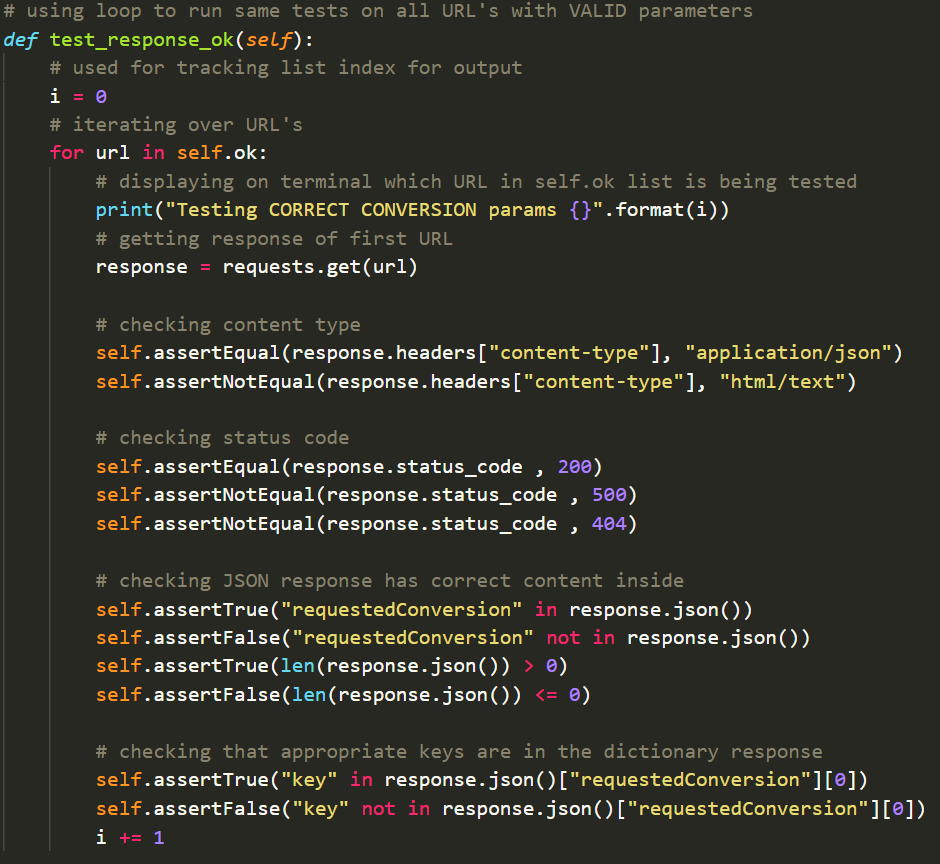 # using loop to run same tests on all URL's with VALID parameters
def test_response_ok(self):
    # used for tracking list index for output
    i = 0
    # iterating over URL's
    for url in self.ok:
        # displaying on terminal which URL in self.ok list is being tested
        print("Testing CORRECT CONVERSION params {}".format(i))
        # getting response of first URL
        response = requests.get(url)

        # checking content type
        self.assertEqual(response.headers["content-type"], "application/json")
        self.assertNotEqual(response.headers["content-type"], "html/text")

        # checking status code
        self.assertEqual(response.status_code , 200)
        self.assertNotEqual(response.status_code , 500)
        self.assertNotEqual(response.status_code , 404)

        # checking JSON response has correct content inside
        self.assertTrue("requestedConversion" in response.json())
        self.assertFalse("requestedConversion" not in response.json())
        self.assertTrue(len(response.json()) > 0)
        self.assertFalse(len(response.json()) <= 0)

        # checking that appropriate keys are in the dictionary response
        self.assertTrue("key" in response.json()["requestedConversion"][0])
        self.assertFalse("key" not in response.json()["requestedConversion"][0])
        i += 1